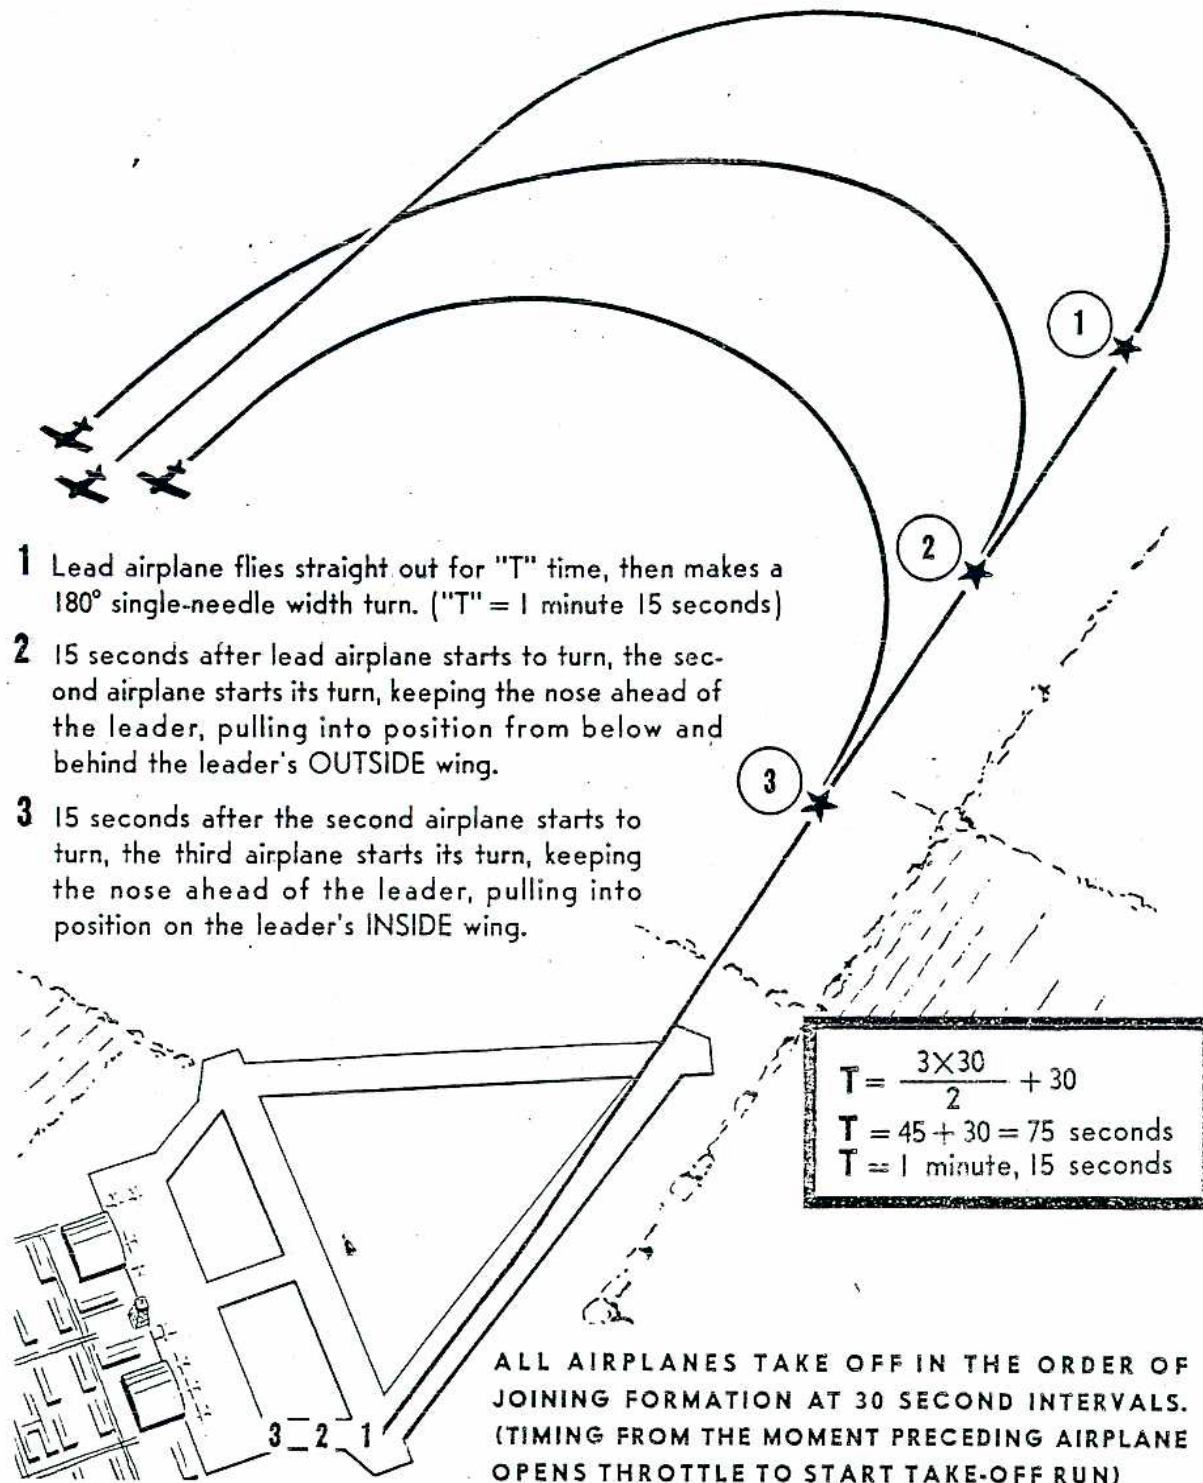 1
2
3
1 Lead airplane flies straight out for "T" time, then makes a
180° single-needle width turn. ("T" = 1 minute 15 seconds)
2 15 seconds after lead airplane starts to turn, the sec-
ond airplane starts its turn, keeping the nose ahead of
the leader, pulling into position from below and
behind the leader's OUTSIDE wing.
3 15 seconds after the second airplane starts to
turn, the third airplane starts its turn, keeping
the nose ahead of the leader, pulling into
position on the leader's INSIDE wing.
T = 3X30 / 2 + 30
T = 45 + 30 = 75 seconds
T = 1 minute, 15 seconds
3 2 1
ALL AIRPLANES TAKE OFF IN THE ORDER OF
JOINING FORMATION AT 30 SECOND INTERVALS.
(TIMING FROM THE MOMENT PRECEDING AIRPLANE
OPENS THROTTLE TO START TAKE-OFF RUN)